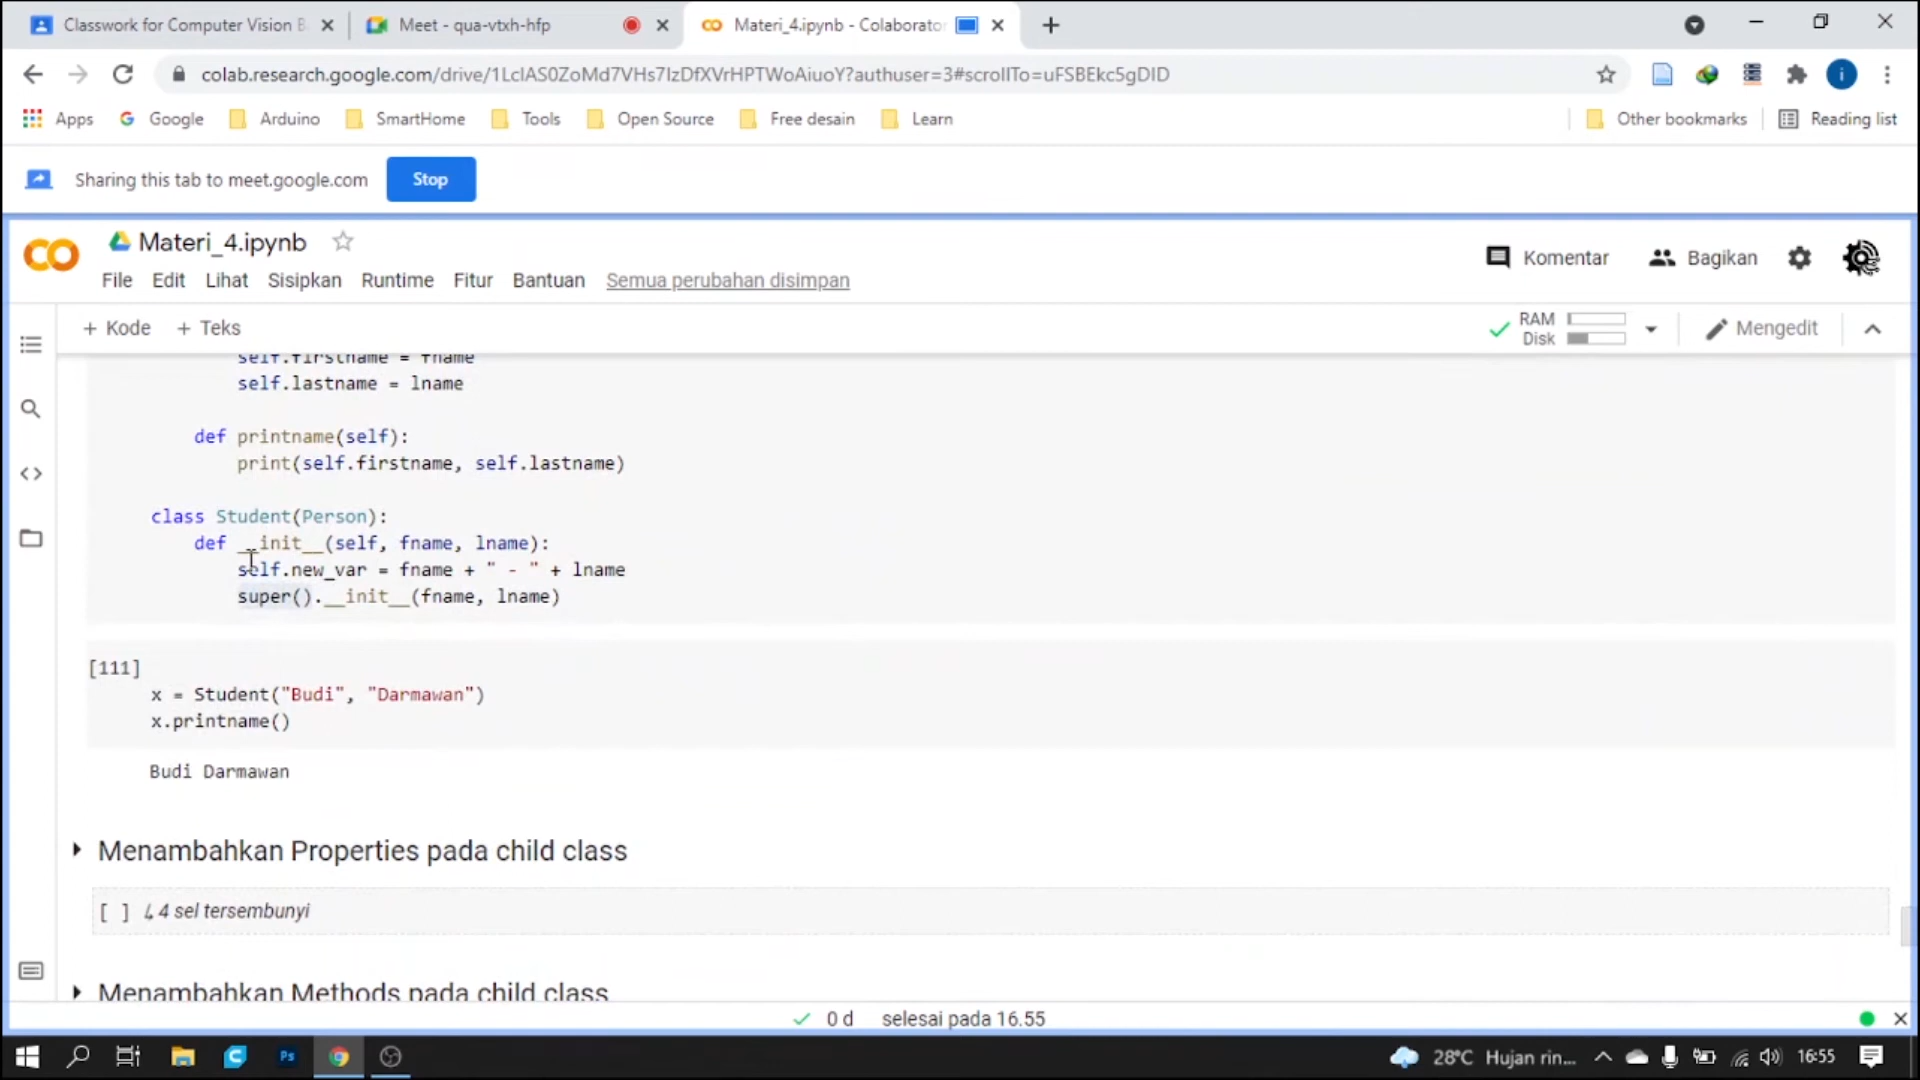 Classwork for Computer Vision B
Meet - qua-vtxh-hfp
Materi_4.ipynb - Colaborator
colab.research.google.com/drive/1LclAS0ZoMd7VHs7IzDfXVrHPTWoAiuoY?authuser=3#scrollTo=uFSBEkc5gDID
Apps
Google
Arduino
SmartHome
Tools
Open Source
Free desain
Learn
Other bookmarks
Reading list
Sharing this tab to meet.google.com
Stop
Materi_4.ipynb
Komentar
Bagikan
File Edit Lihat Sisipkan Runtime Fitur Bantuan Semua perubahan disimpan
+ Kode + Teks
RAM
Disk
Mengedit
self.firstname = fname
self.lastname = lname
def printname(self):
print(self.firstname, self.lastname)
class Student(Person):
def __init__(self, fname, lname):
self.new_var = fname + " - " + lname
super().__init__(fname, lname)
[111]
x = Student("Budi", "Darmawan")
x.printname()
Budi Darmawan
Menambahkan Properties pada child class
[ ] ↳ 4 sel tersembunyi
Menambahkan Methods pada child class
0 d selesai pada 16.55
Ps
28°C Hujan rin...
16:55